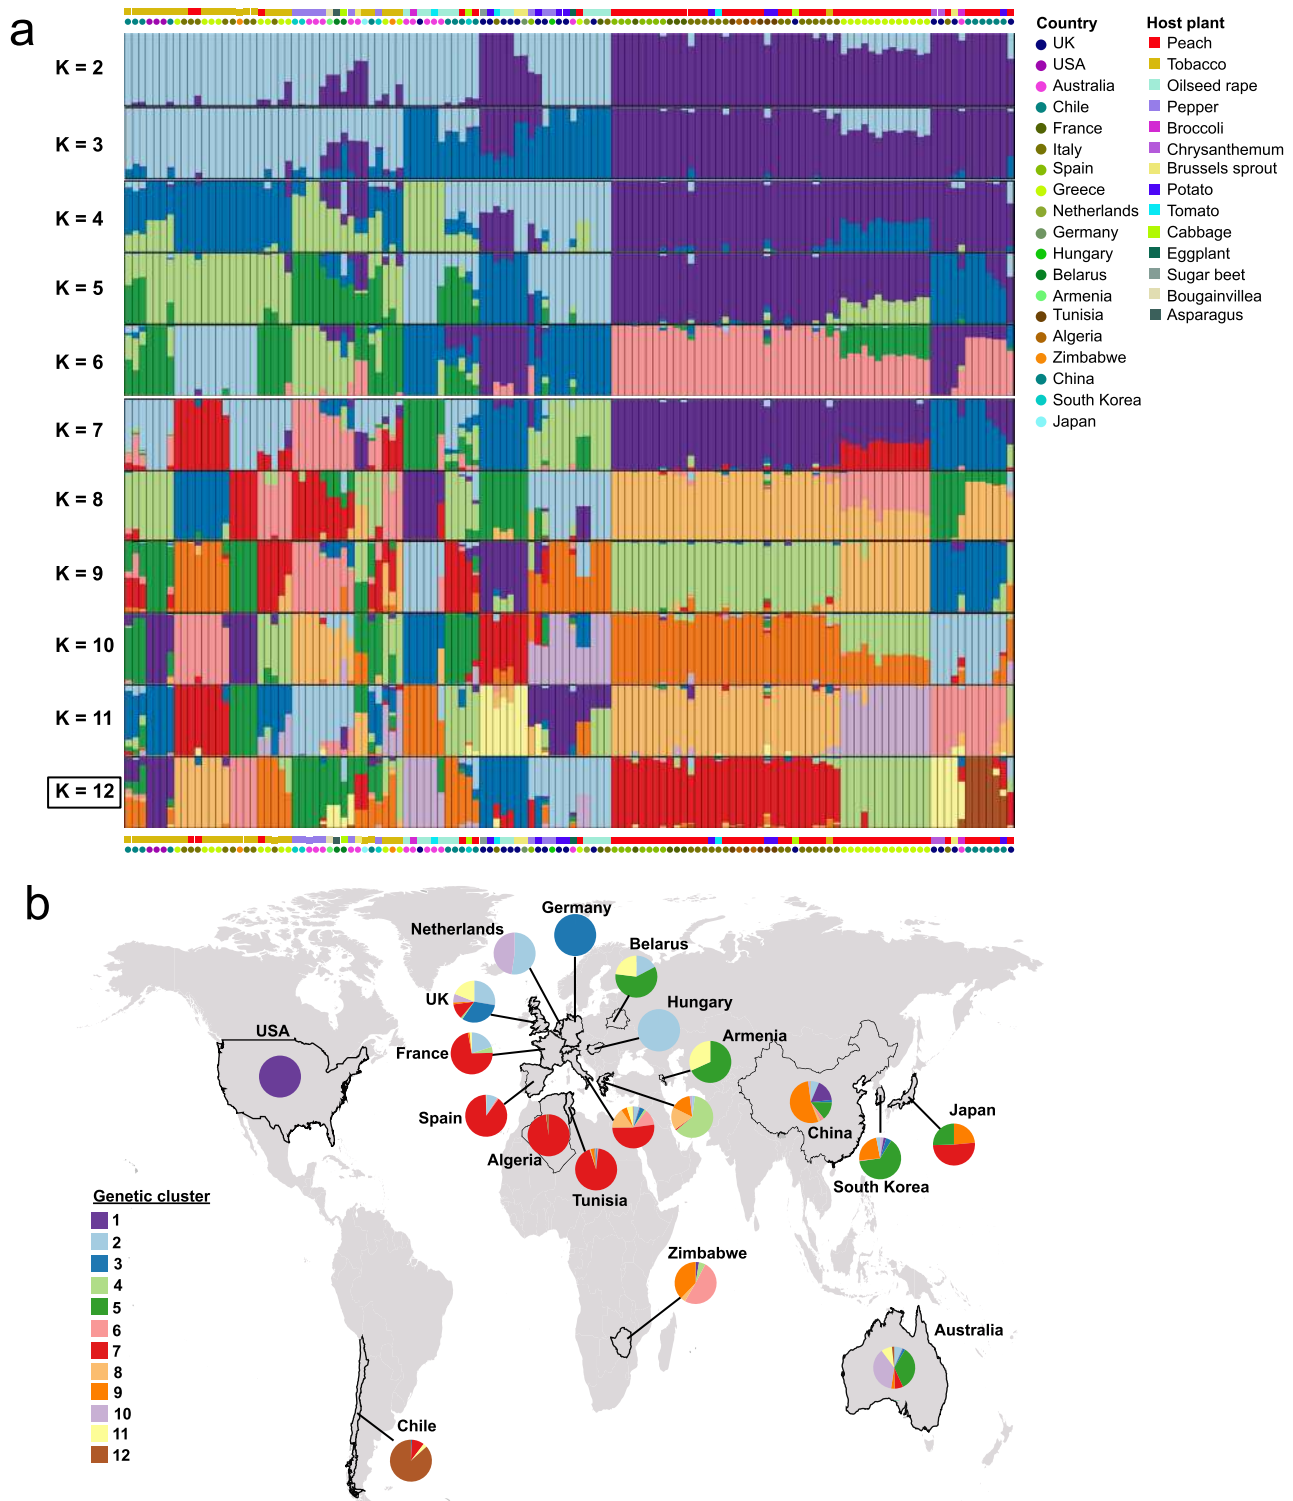 a
Country Host plant
UK Peach
USA Tobacco
Australia Oilseed rape
Chile Pepper
France Broccoli
Italy Chrysanthemum
Spain Brussels sprout
Greece Potato
Netherlands Tomato
Germany Cabbage
Hungary Eggplant
Belarus Sugar beet
Armenia Bougainvillea
Tunisia Asparagus
Algeria
Zimbabwe
China
South Korea
Japan
K = 2
K = 3
K = 4
K = 5
K = 6
K = 7
K = 8
K = 9
K = 10
K = 11
K = 12
b
Germany
Netherlands
Belarus
UK
Hungary
USA
Armenia
France
Spain
Japan
China
Algeria
South Korea
Tunisia
Zimbabwe
Australia
Chile
Genetic cluster
1
2
3
4
5
6
7
8
9
10
11
12